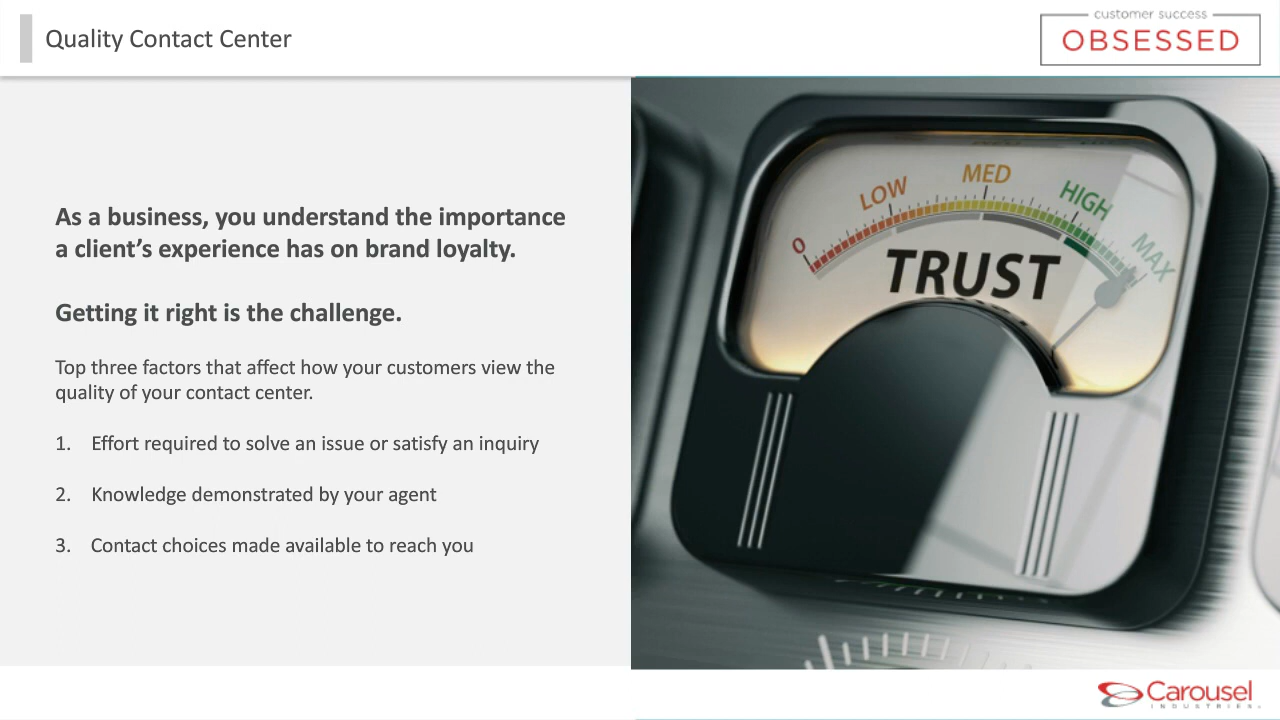 Quality Contact Center
customer success
OBSESSED
As a business, you understand the importance
a client's experience has on brand loyalty.
Getting it right is the challenge.
Top three factors that affect how your customers view the
quality of your contact center.
1. Effort required to solve an issue or satisfy an inquiry
2. Knowledge demonstrated by your agent
3. Contact choices made available to reach you
0
LOW
MED
HIGH
MAX
TRUST
Carousel
INDUSTRIES